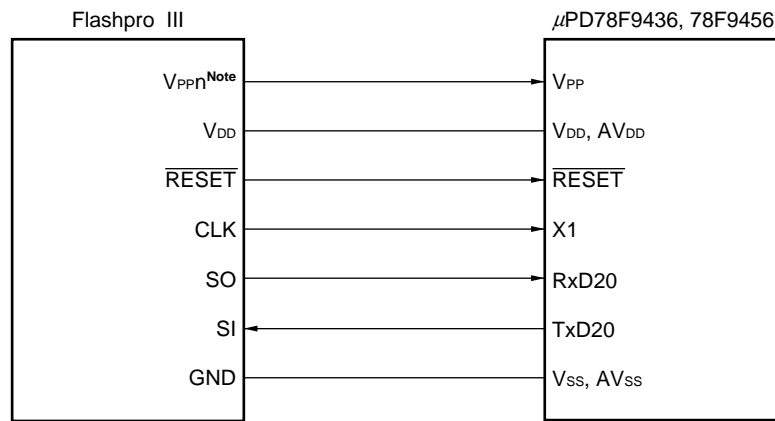 Flashpro III
μPD78F9436, 78F9456
VPPnNote
VPP
VDD
VDD, AVDD
RESET
RESET
CLK
X1
SO
RxD20
SI
TxD20
GND
VSS, AVSS